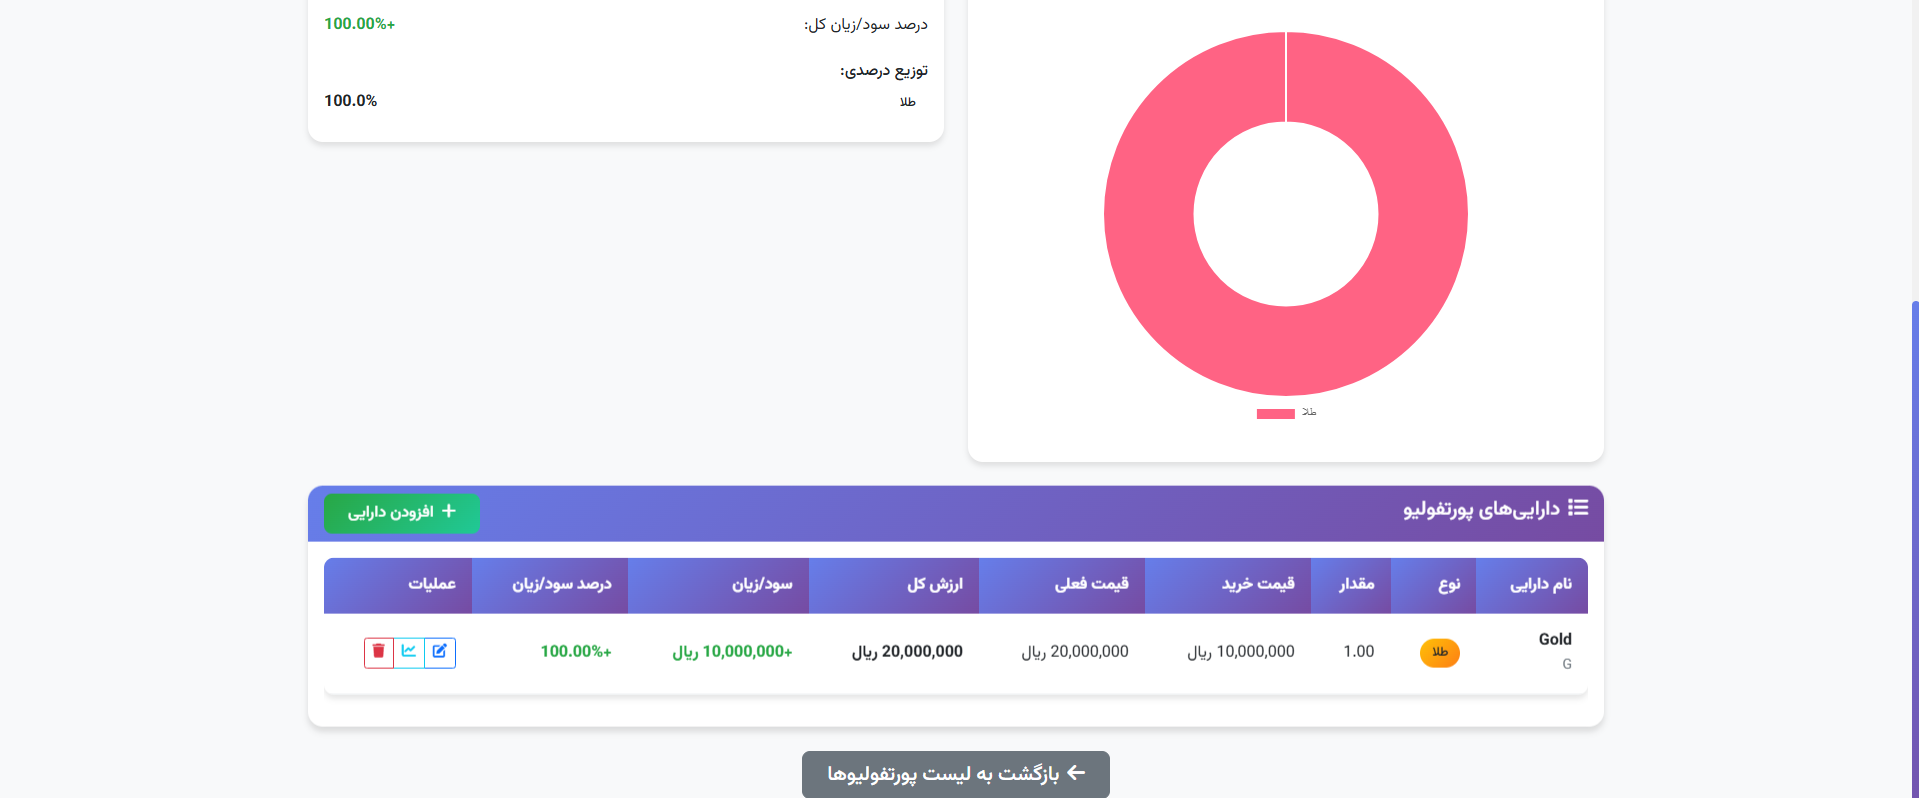 درصد سود/زیان کل:
+100.00%
توزیع درصدی:
طلا
100.0%
طلا
دارایی‌های پورتفولیو
افزودن دارایی
نام دارایی نوع مقدار قیمت خرید قیمت فعلی ارزش کل سود/زیان درصد سود/زیان عملیات
Gold
G
طلا 1.00 10,000,000 ریال 20,000,000 ریال 20,000,000 ریال +10,000,000 ریال +100.00%
بازگشت به لیست پورتفولیوها